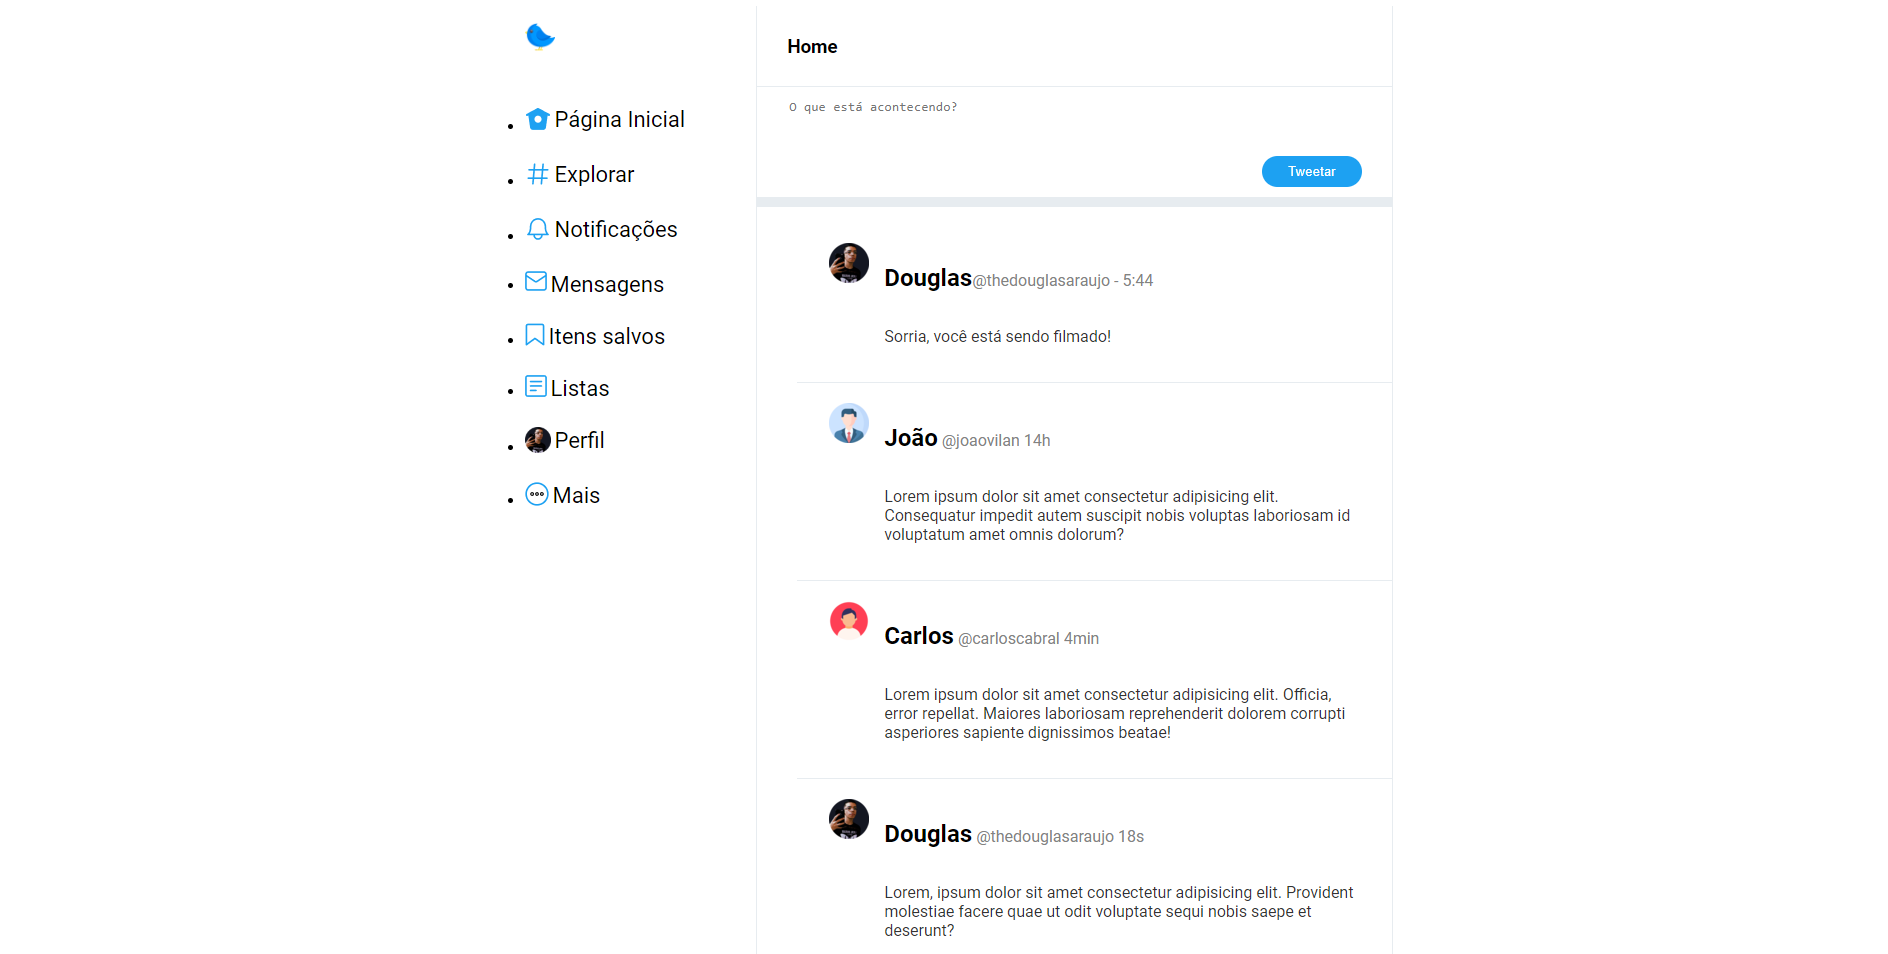 Página Inicial
Explorar
Notificações
Mensagens
Itens salvos
Listas
Perfil
Mais
Home
O que está acontecendo?
Tweetar
Douglas@thedouglasaraujo - 5:44
Sorria, você está sendo filmado!
João @joaovilan 14h
Lorem ipsum dolor sit amet consectetur adipisicing elit.
Consequatur impedit autem suscipit nobis voluptas laboriosam id
voluptatum amet omnis dolorum?
Carlos @carloscabral 4min
Lorem ipsum dolor sit amet consectetur adipisicing elit. Officia,
error repellat. Maiores laboriosam reprehenderit dolorem corrupti
asperiores sapiente dignissimos beatae!
Douglas @thedouglasaraujo 18s
Lorem, ipsum dolor sit amet consectetur adipisicing elit. Provident
molestiae facere quae ut odit voluptate sequi nobis saepe et
deserunt?